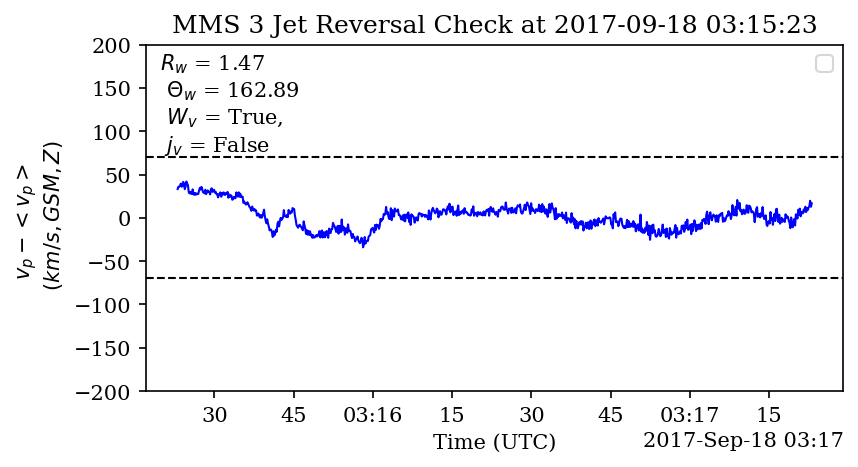 MMS 3 Jet Reversal Check at 2017-09-18 03:15:23
200
150
100
50
0
−50
−100
−150
−200
v_p − < v_p >
(km/s, GSM, Z)
R_w = 1.47
Θ_w = 162.89
W_v = True,
j_v = False
30
45
03:16
15
30
45
03:17
15
Time (UTC)
2017-Sep-18 03:17